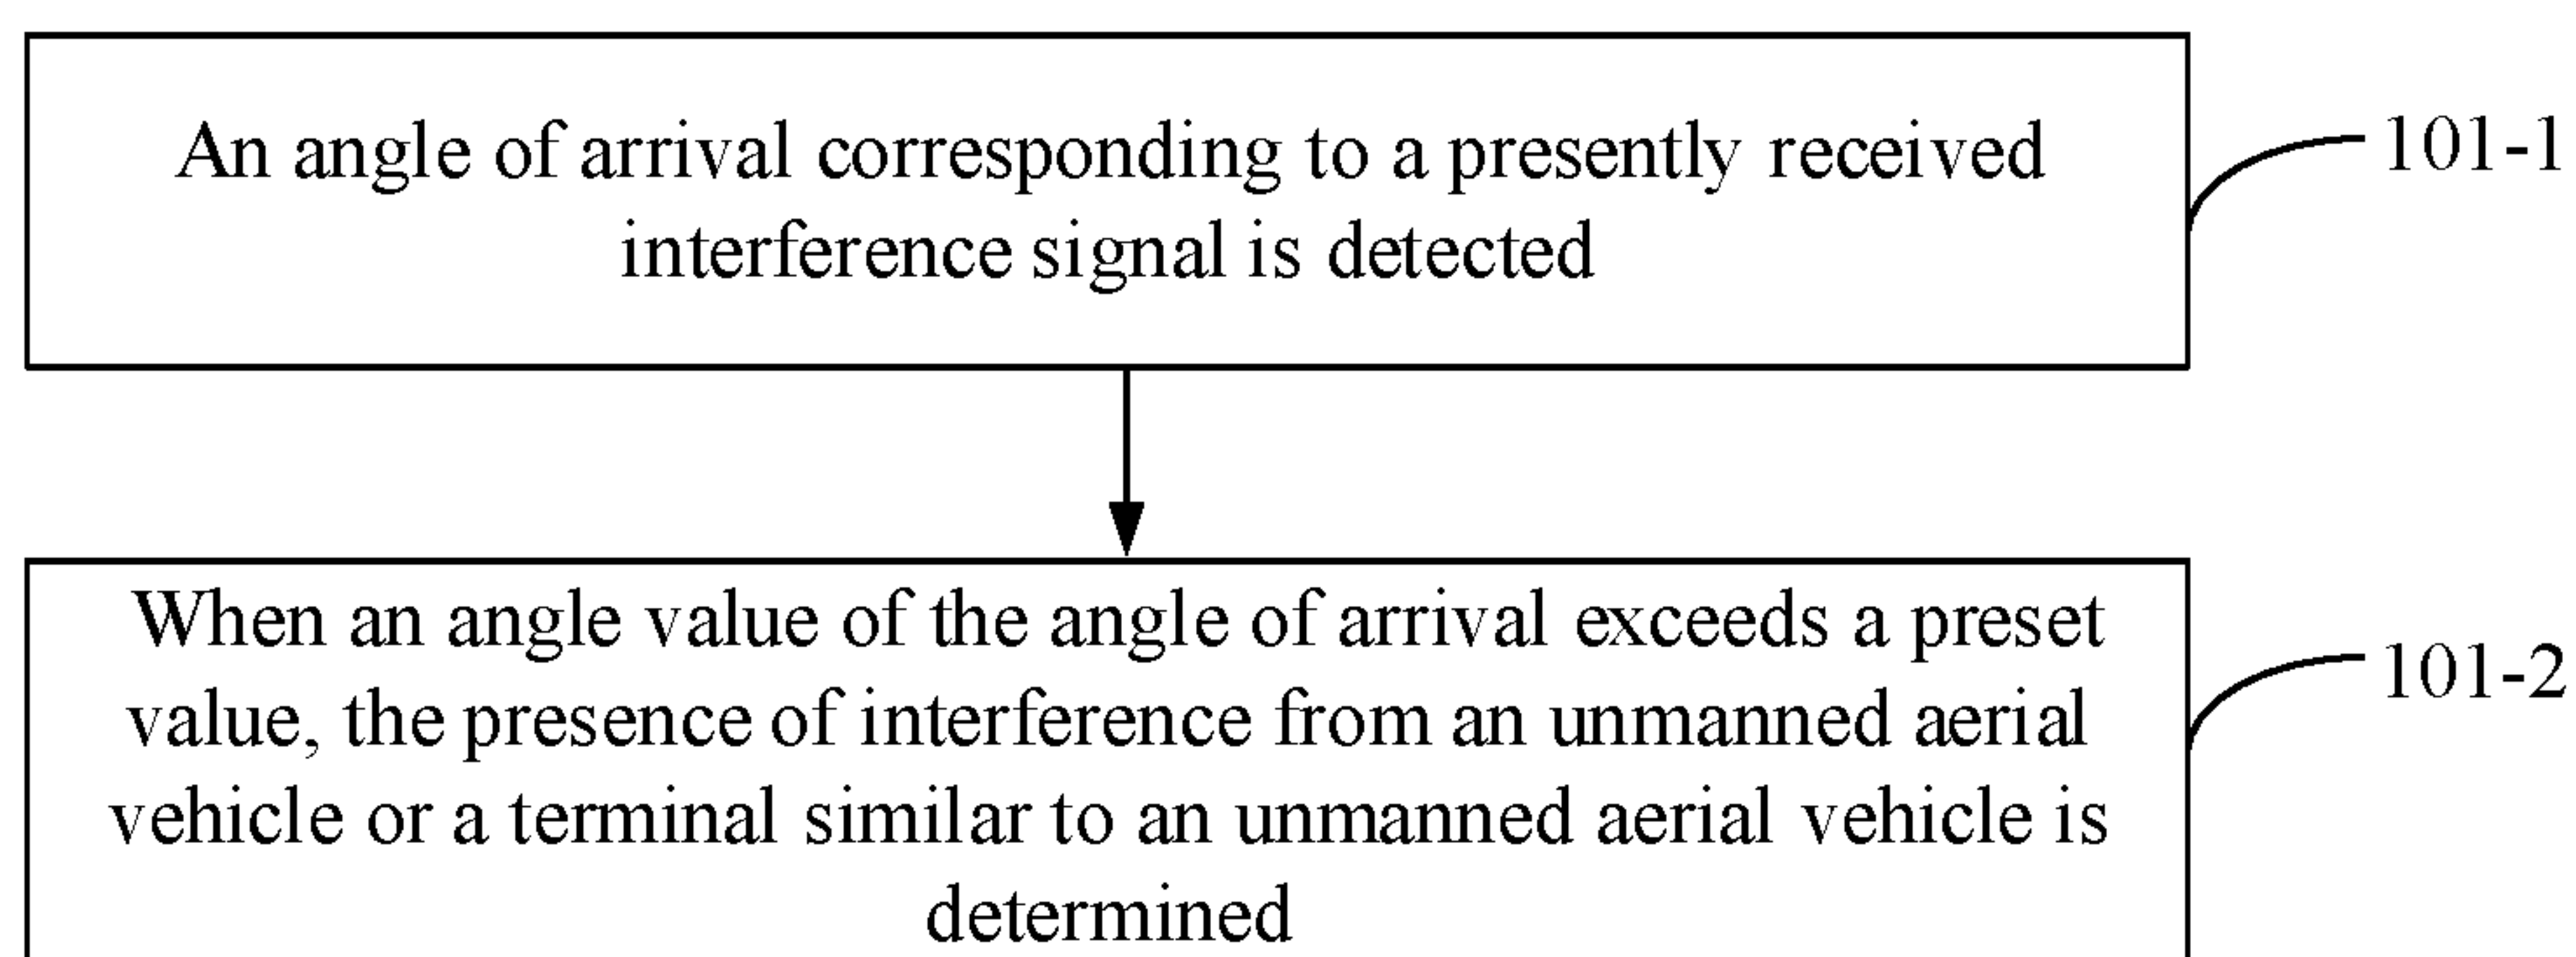 An angle of arrival corresponding to a presently received
interference signal is detected
101-1
When an angle value of the angle of arrival exceeds a preset
value, the presence of interference from an unmanned aerial
vehicle or a terminal similar to an unmanned aerial vehicle is
determined
101-2